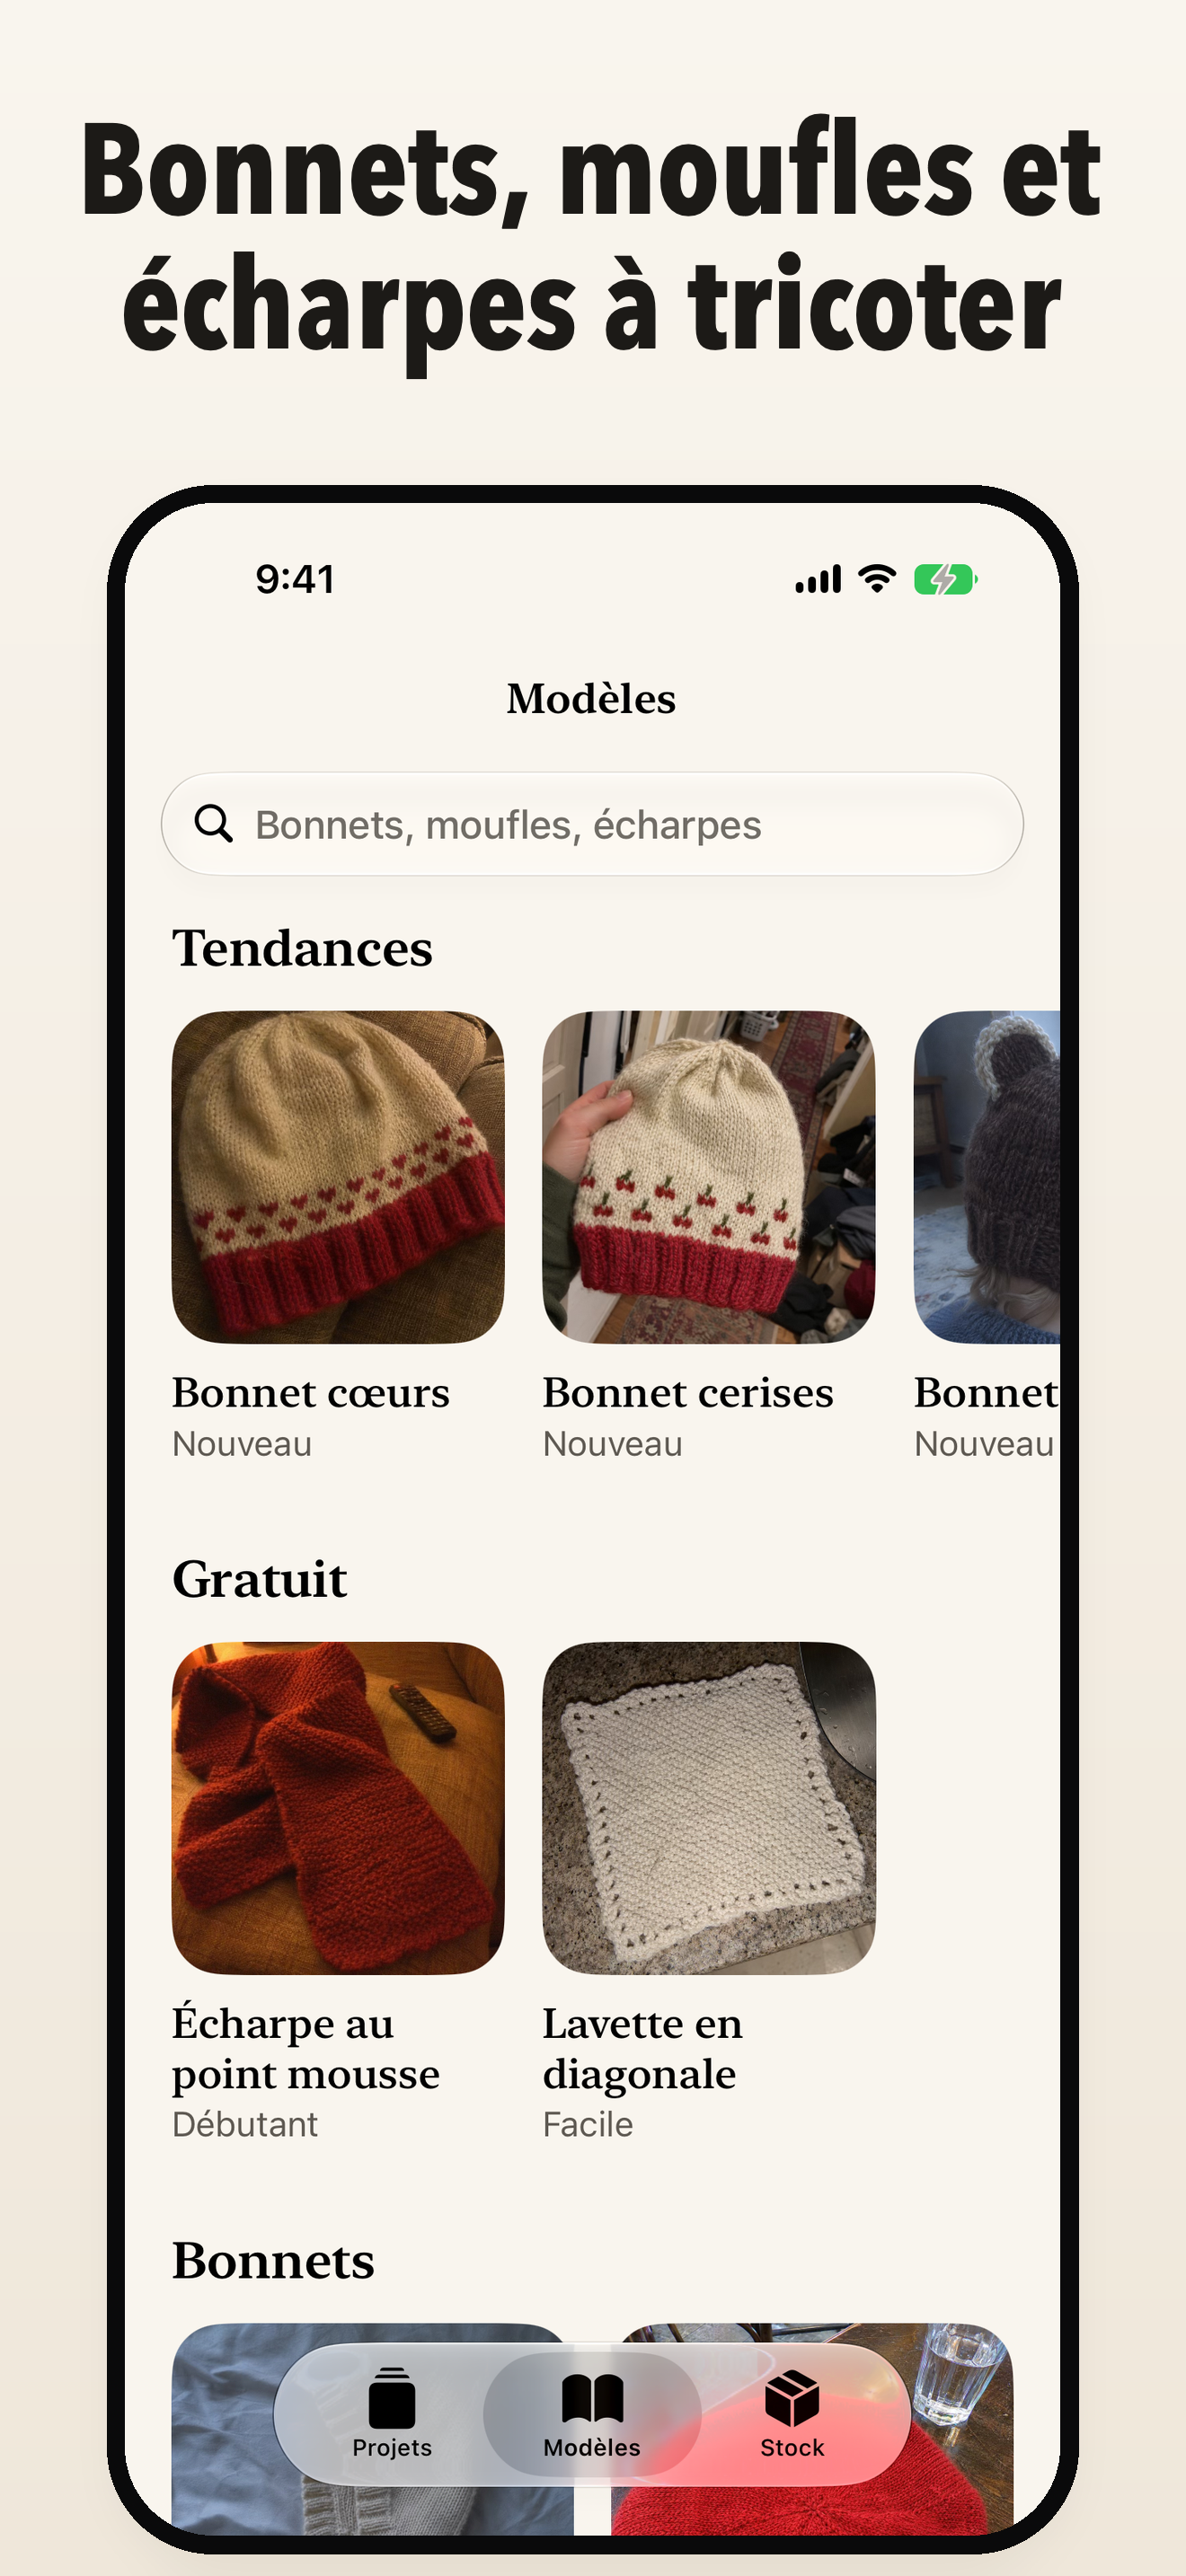 Bonnets, moufles et
écharpes à tricoter
9:41
Modèles
Bonnets, moufles, écharpes
Tendances
Bonnet cœurs
Nouveau
Bonnet cerises
Nouveau
Bonnet
Nouveau
Gratuit
Écharpe au
point mousse
Débutant
Lavette en
diagonale
Facile
Bonnets
Projets
Modèles
Stock